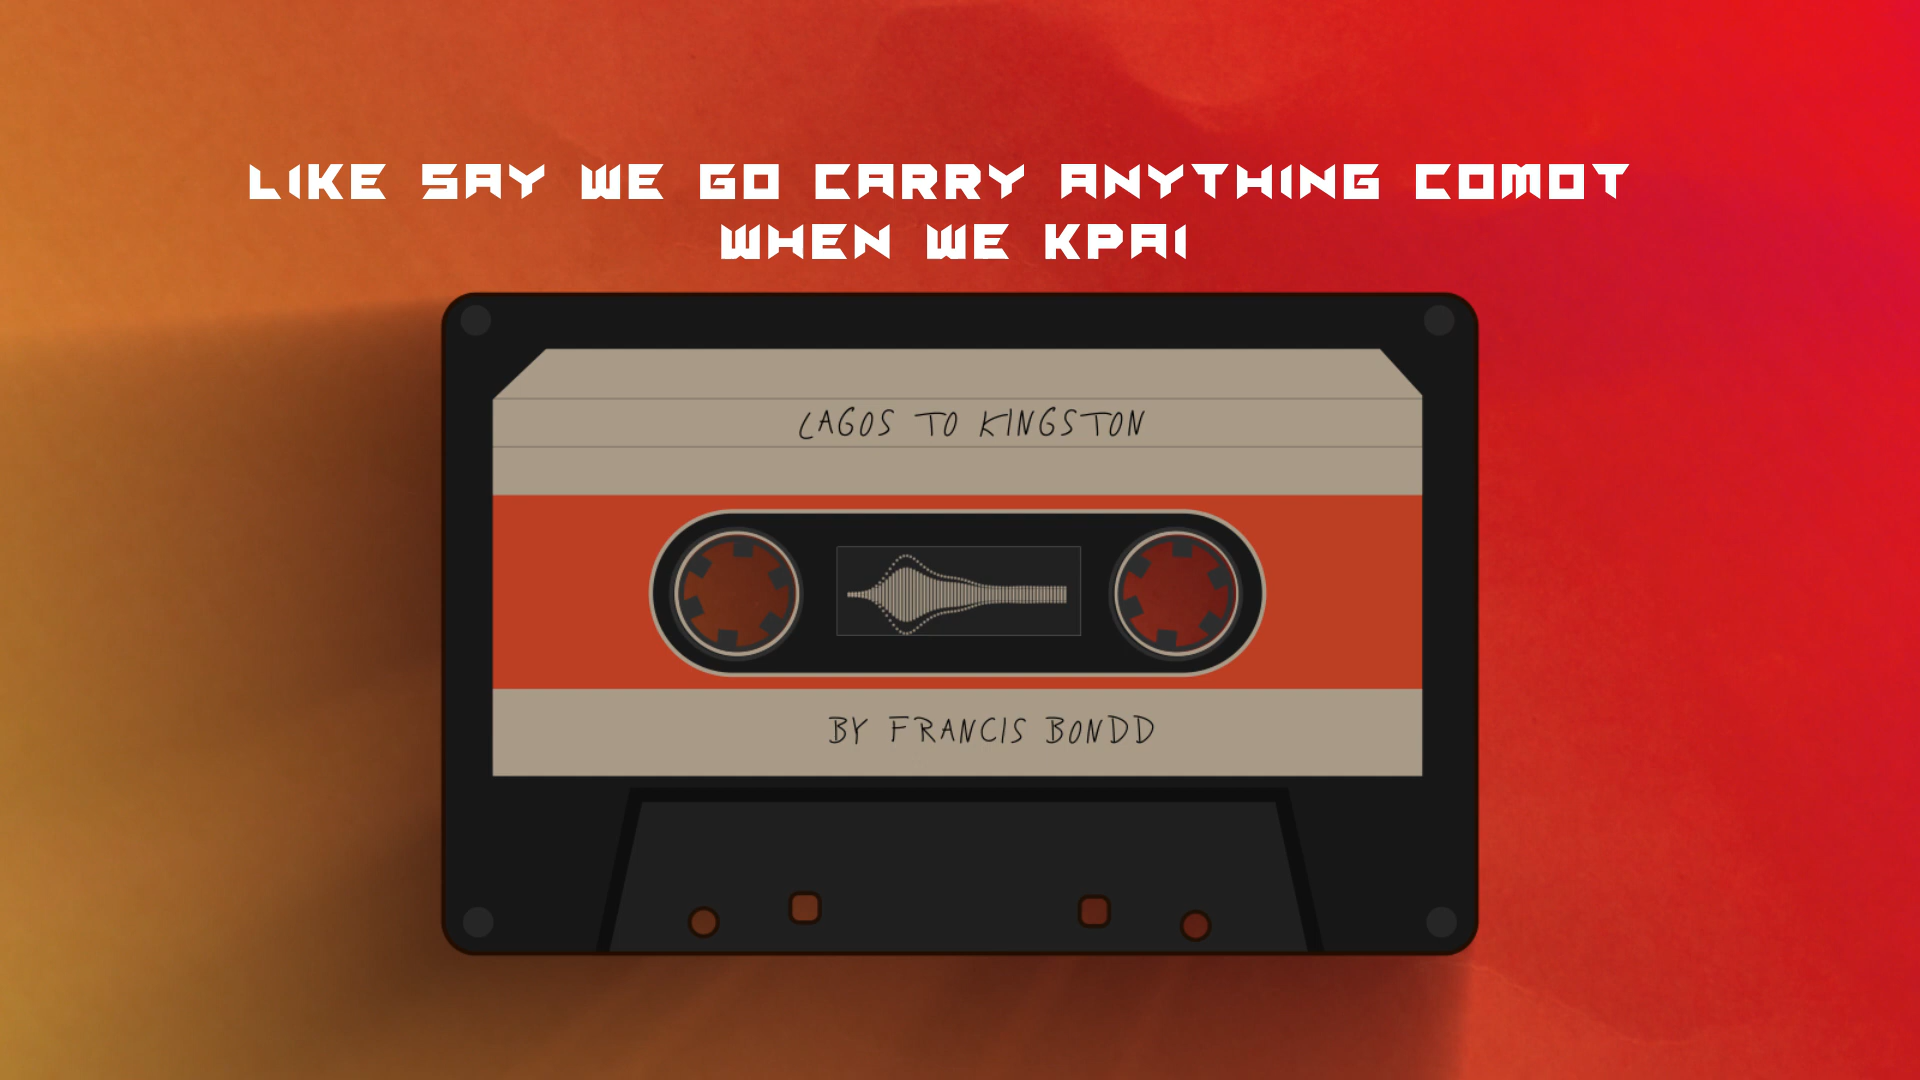 LIKE SAY WE GO CARRY ANYTHING COMOT
WHEN WE KPAI
LAGOS TO KINGSTON
BY FRANCIS BONDD